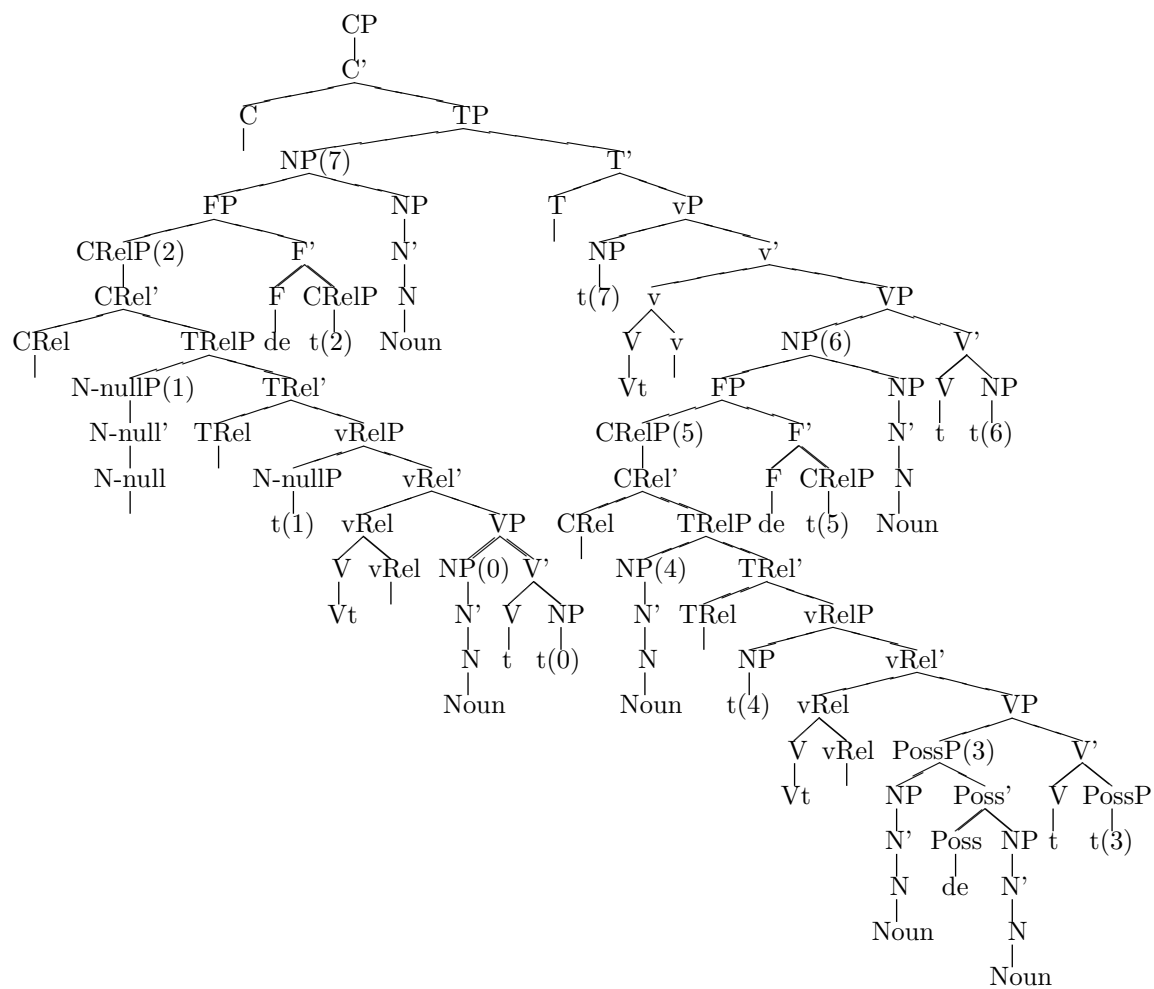 CP
C'
C TP
NP(7) T'
FP NP T vP
CRelP(2) F' N' NP v'
CRel' F CRelP N t(7) v VP
CRel TRelP de t(2) Noun V v NP(6) V'
N-nullP(1) TRel' Vt FP NP V NP
N-null' TRel vRelP CRelP(5) F' N' t t(6)
N-null N-nullP vRel' CRel' F CRelP N
t(1) vRel VP CRel TRelP de t(5) Noun
V vRel NP(0) V' NP(4) TRel'
Vt N' V NP N' TRel vRelP
N t t(0) N NP vRel'
Noun Noun t(4) vRel VP
V vRel PossP(3) V'
Vt NP Poss' V PossP
N' Poss NP t t(3)
N de N'
Noun N
Noun